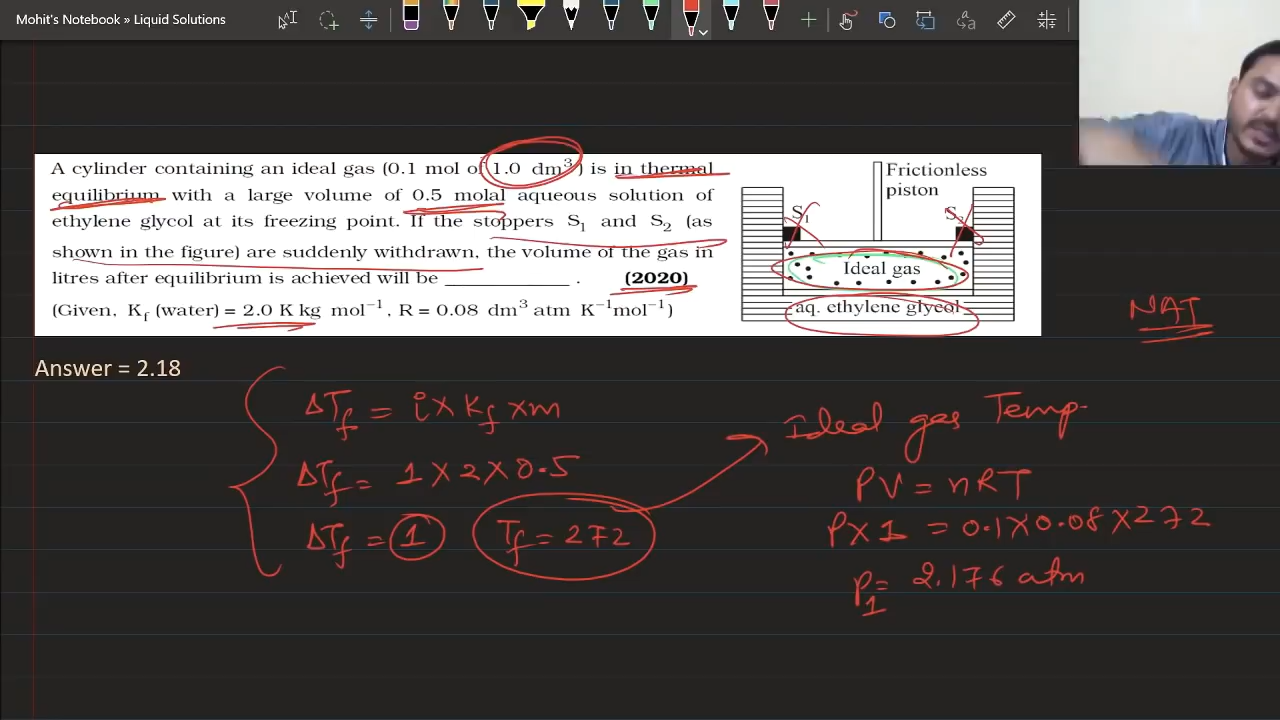 Mohit's Notebook » Liquid Solutions
A cylinder containing an ideal gas (0.1 mol of 1.0 dm³) is in thermal
equilibrium with a large volume of 0.5 molal aqueous solution of
ethylene glycol at its freezing point. If the stoppers S₁ and S₂ (as
shown in the figure) are suddenly withdrawn, the volume of the gas in
litres after equilibrium is achieved will be ____________ . (2020)
(Given, K_f (water) = 2.0 K kg mol⁻¹, R = 0.08 dm³ atm K⁻¹mol⁻¹)
Frictionless
piston
S₁ S₂
Ideal gas
aq. ethylene glycol
NAT
Answer = 2.18
ΔT_f = i × K_f × m
ΔT_f = 1 × 2 × 0.5
ΔT_f = 1 T_f = 272
Ideal gas Temp.
PV = nRT
P × 1 = 0.1 × 0.08 × 272
P₁ = 2.176 atm